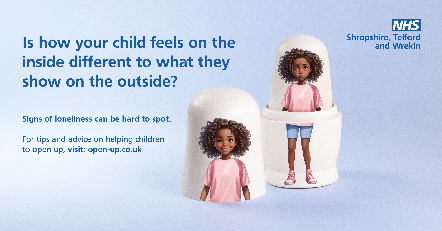 Is how your child feels on the
inside different to what they
show on the outside?
Signs of loneliness can be hard to spot.
For tips and advice on helping children
to open up, visit: open-up.co.uk
NHS
Shropshire, Telford
and Wrekin